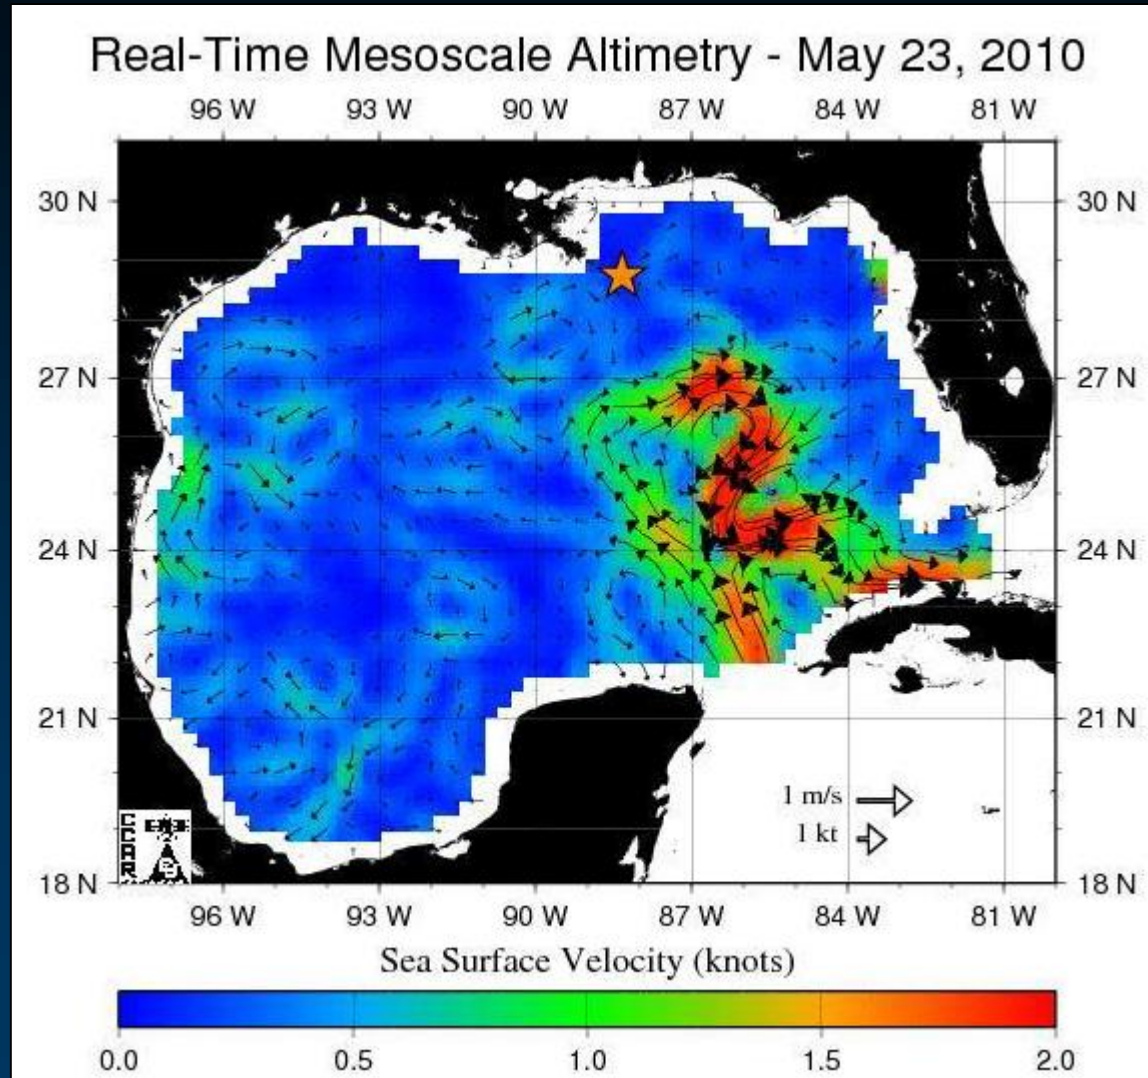 Real-Time Mesoscale Altimetry - May 23, 2010
96 W 93 W 90 W 87 W 84 W 81 W
30 N 30 N
27 N 27 N
24 N 24 N
21 N 21 N
1 m/s
1 kt
CCAR
18 N 18 N
96 W 93 W 90 W 87 W 84 W 81 W
Sea Surface Velocity (knots)
0.0 0.5 1.0 1.5 2.0